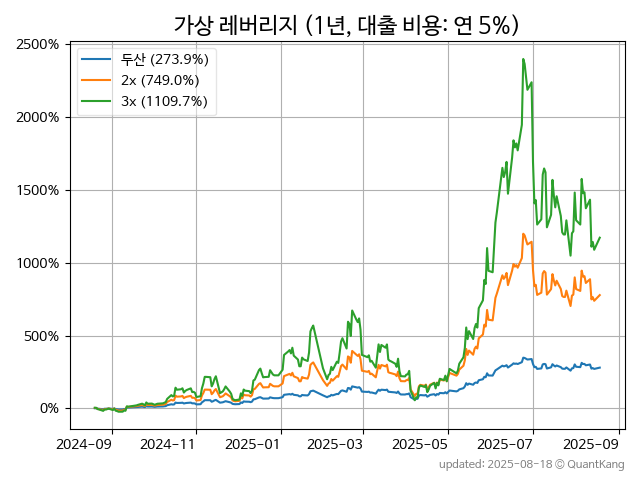 가상 레버리지 (1년, 대출 비용: 연 5%)
2500%
2000%
1500%
1000%
500%
0%
두산 (273.9%)
2x (749.0%)
3x (1109.7%)
2024-09
2024-11
2025-01
2025-03
2025-05
2025-07
2025-09
updated: 2025-08-18 © QuantKang